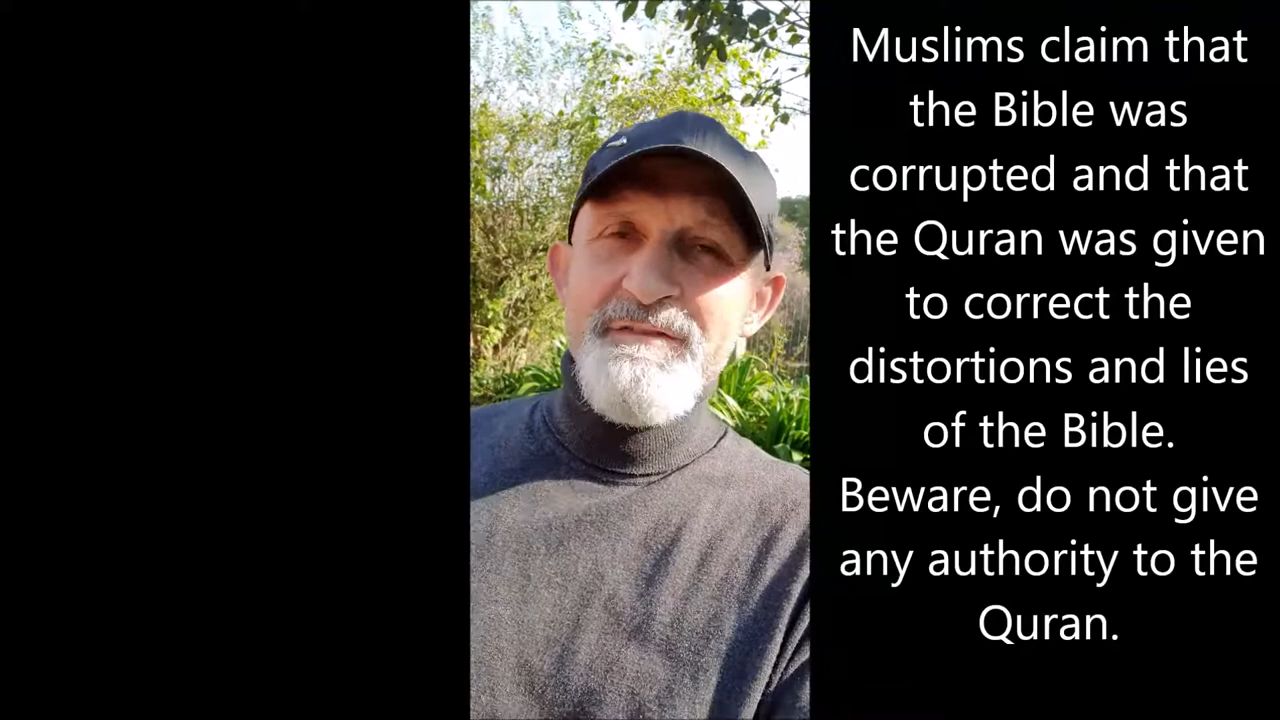 Muslims claim that
the Bible was
corrupted and that
the Quran was given
to correct the
distortions and lies
of the Bible.
Beware, do not give
any authority to the
Quran.